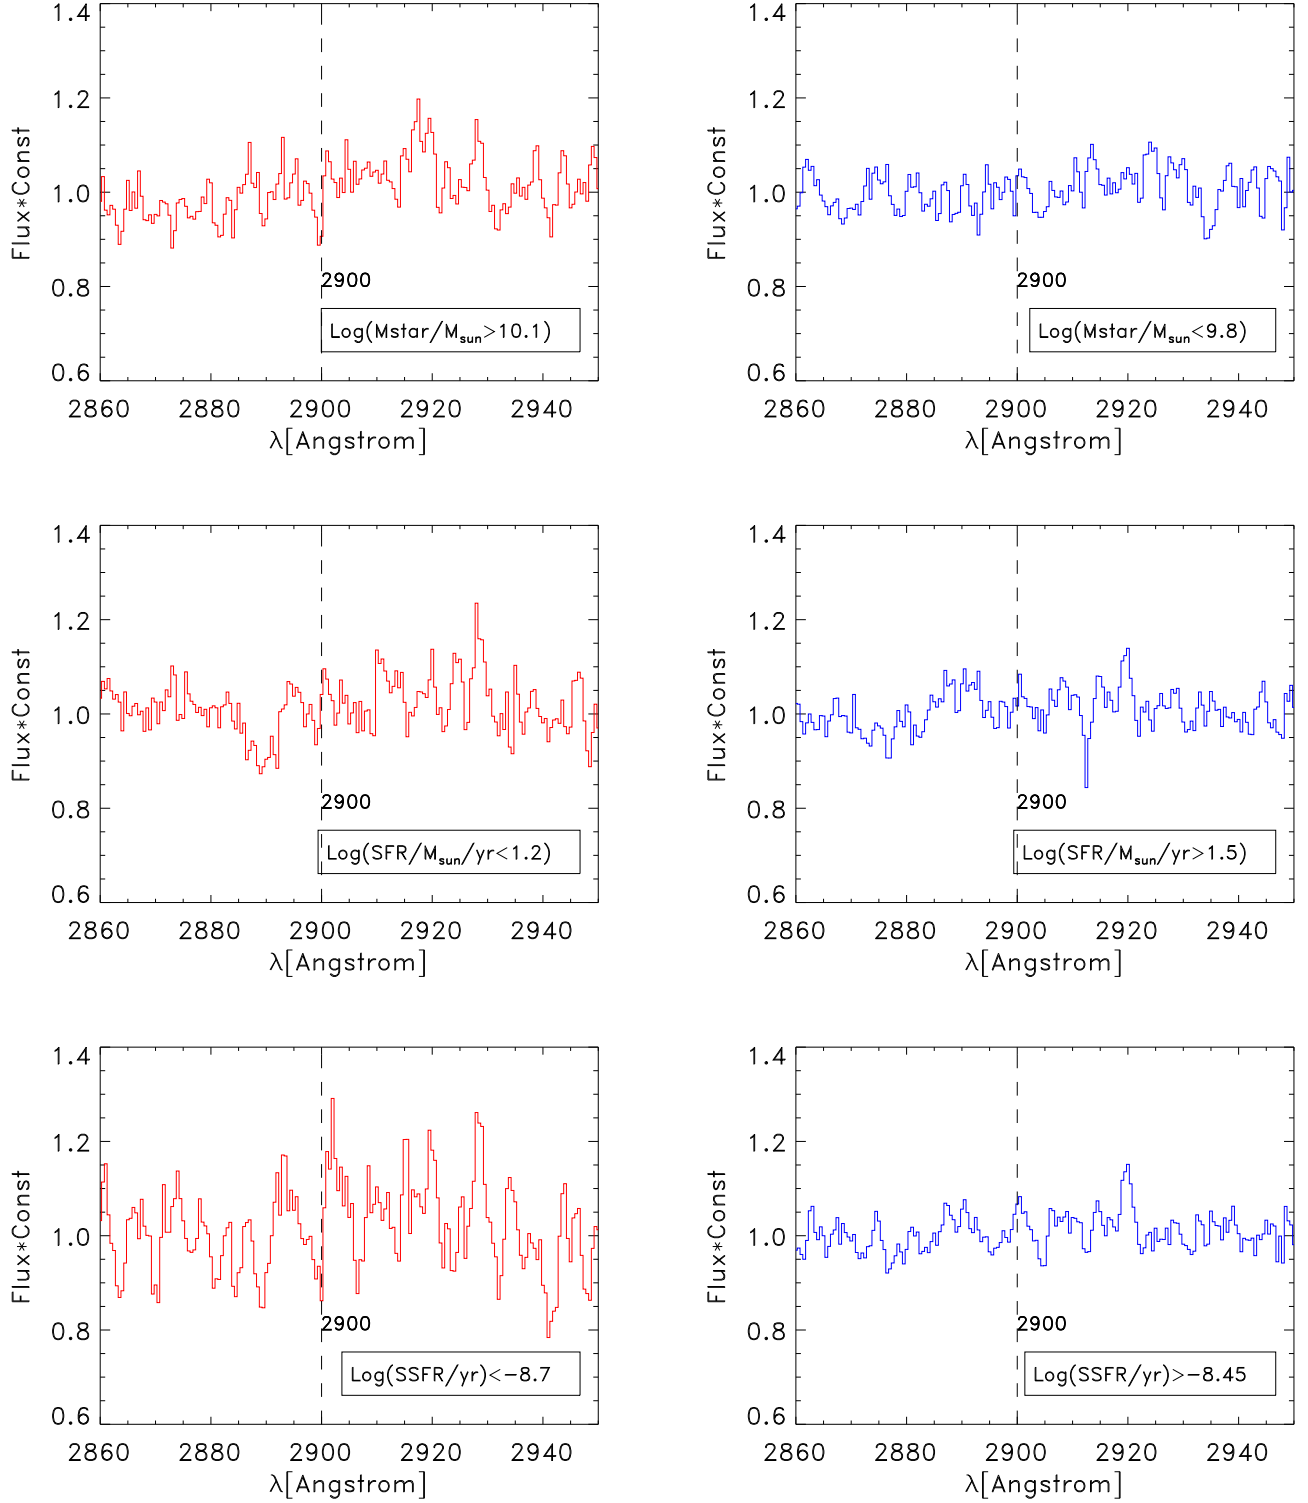 1.4 1.2 1.0 0.8 0.6
Flux*Const
2900
Log(Mstar/Msun>10.1)
2860 2880 2900 2920 2940
λ[Angstrom]
1.4 1.2 1.0 0.8 0.6
Flux*Const
2900
Log(Mstar/Msun<9.8)
2860 2880 2900 2920 2940
λ[Angstrom]
1.4 1.2 1.0 0.8 0.6
Flux*Const
2900
Log(SFR/Msun/yr<1.2)
2860 2880 2900 2920 2940
λ[Angstrom]
1.4 1.2 1.0 0.8 0.6
Flux*Const
2900
Log(SFR/Msun/yr>1.5)
2860 2880 2900 2920 2940
λ[Angstrom]
1.4 1.2 1.0 0.8 0.6
Flux*Const
2900
Log(SSFR/yr)<-8.7
2860 2880 2900 2920 2940
λ[Angstrom]
1.4 1.2 1.0 0.8 0.6
Flux*Const
2900
Log(SSFR/yr)>-8.45
2860 2880 2900 2920 2940
λ[Angstrom]